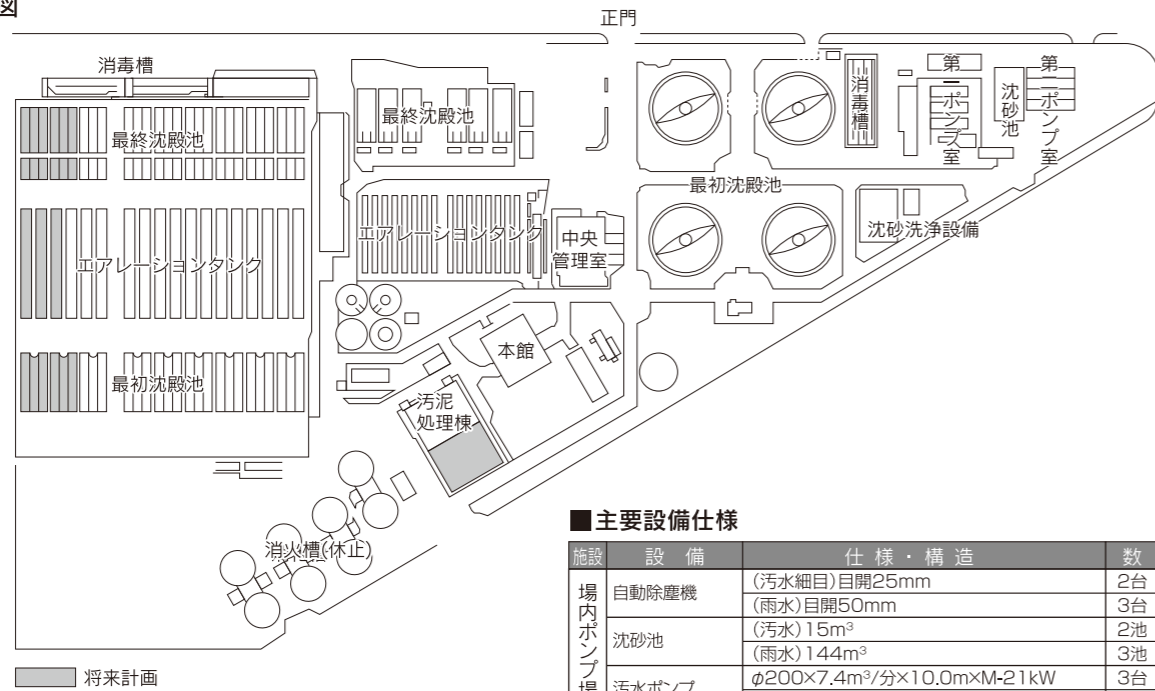 図
正門
消毒槽
最終沈殿池
エアレーションタンク
最初沈殿池
最終沈殿池
エアレーションタンク
中央
管理室
最初沈殿池
消毒槽
第一ポンプ室
沈砂池
第二ポンプ室
沈砂洗浄設備
本館
汚泥
処理棟
消火槽(休止)
将来計画
■主要設備仕様
施設 設備 仕様・構造 数
場内ポンプ場
自動除塵機 (汚水細目)目開25mm 2台
(雨水)目開50mm 3台
沈砂池 (汚水)15m³ 2池
(雨水)144m³ 3池
汚水ポンプ φ200×7.4m³/分×10.0m×M-21kW 3台